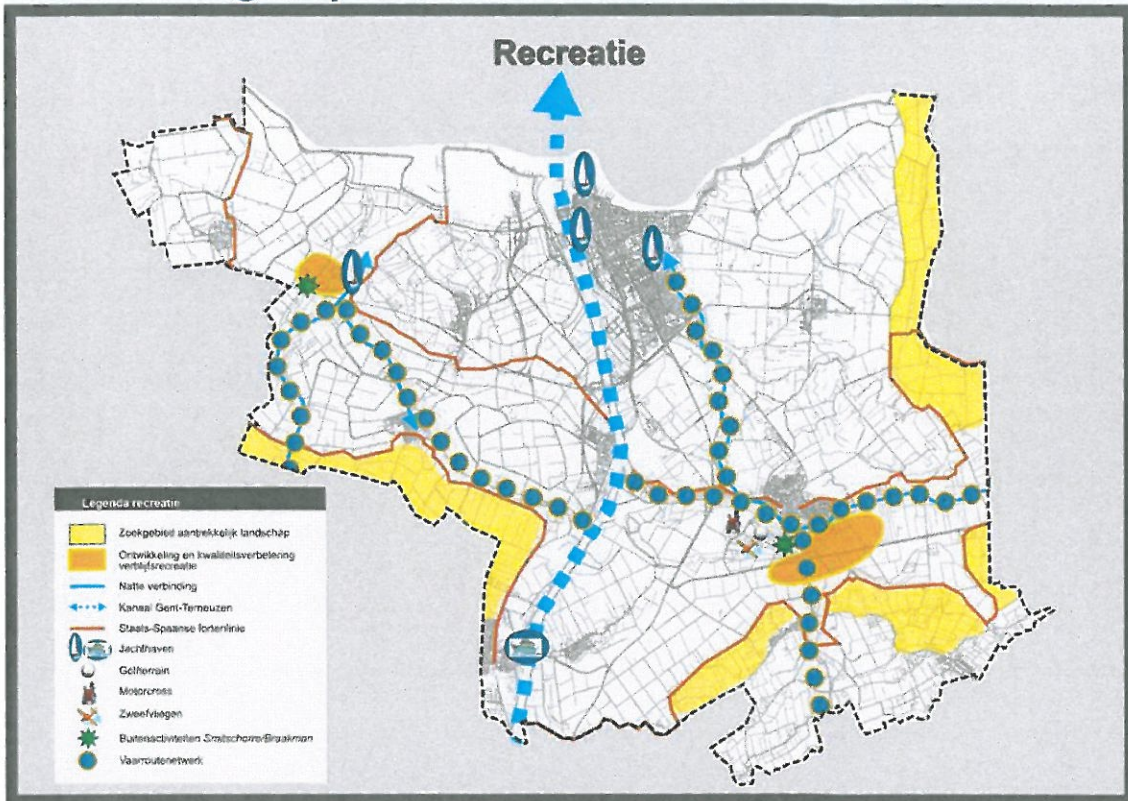 Recreatie
Legenda recreatie
Zoekgebied aantrekkelijk landschap
Ontwikkeling en kwaliteitsverbetering
verblijfsrecreatie
Natte verbinding
Kanaal Gent-Terneuzen
Staats-Spaanse fortenlinie
Jachthaven
Golfterrein
Motorcross
Zweefvliegen
Buitenactiviteiten Smitschorre/Braakman
Vaarroutenetwerk